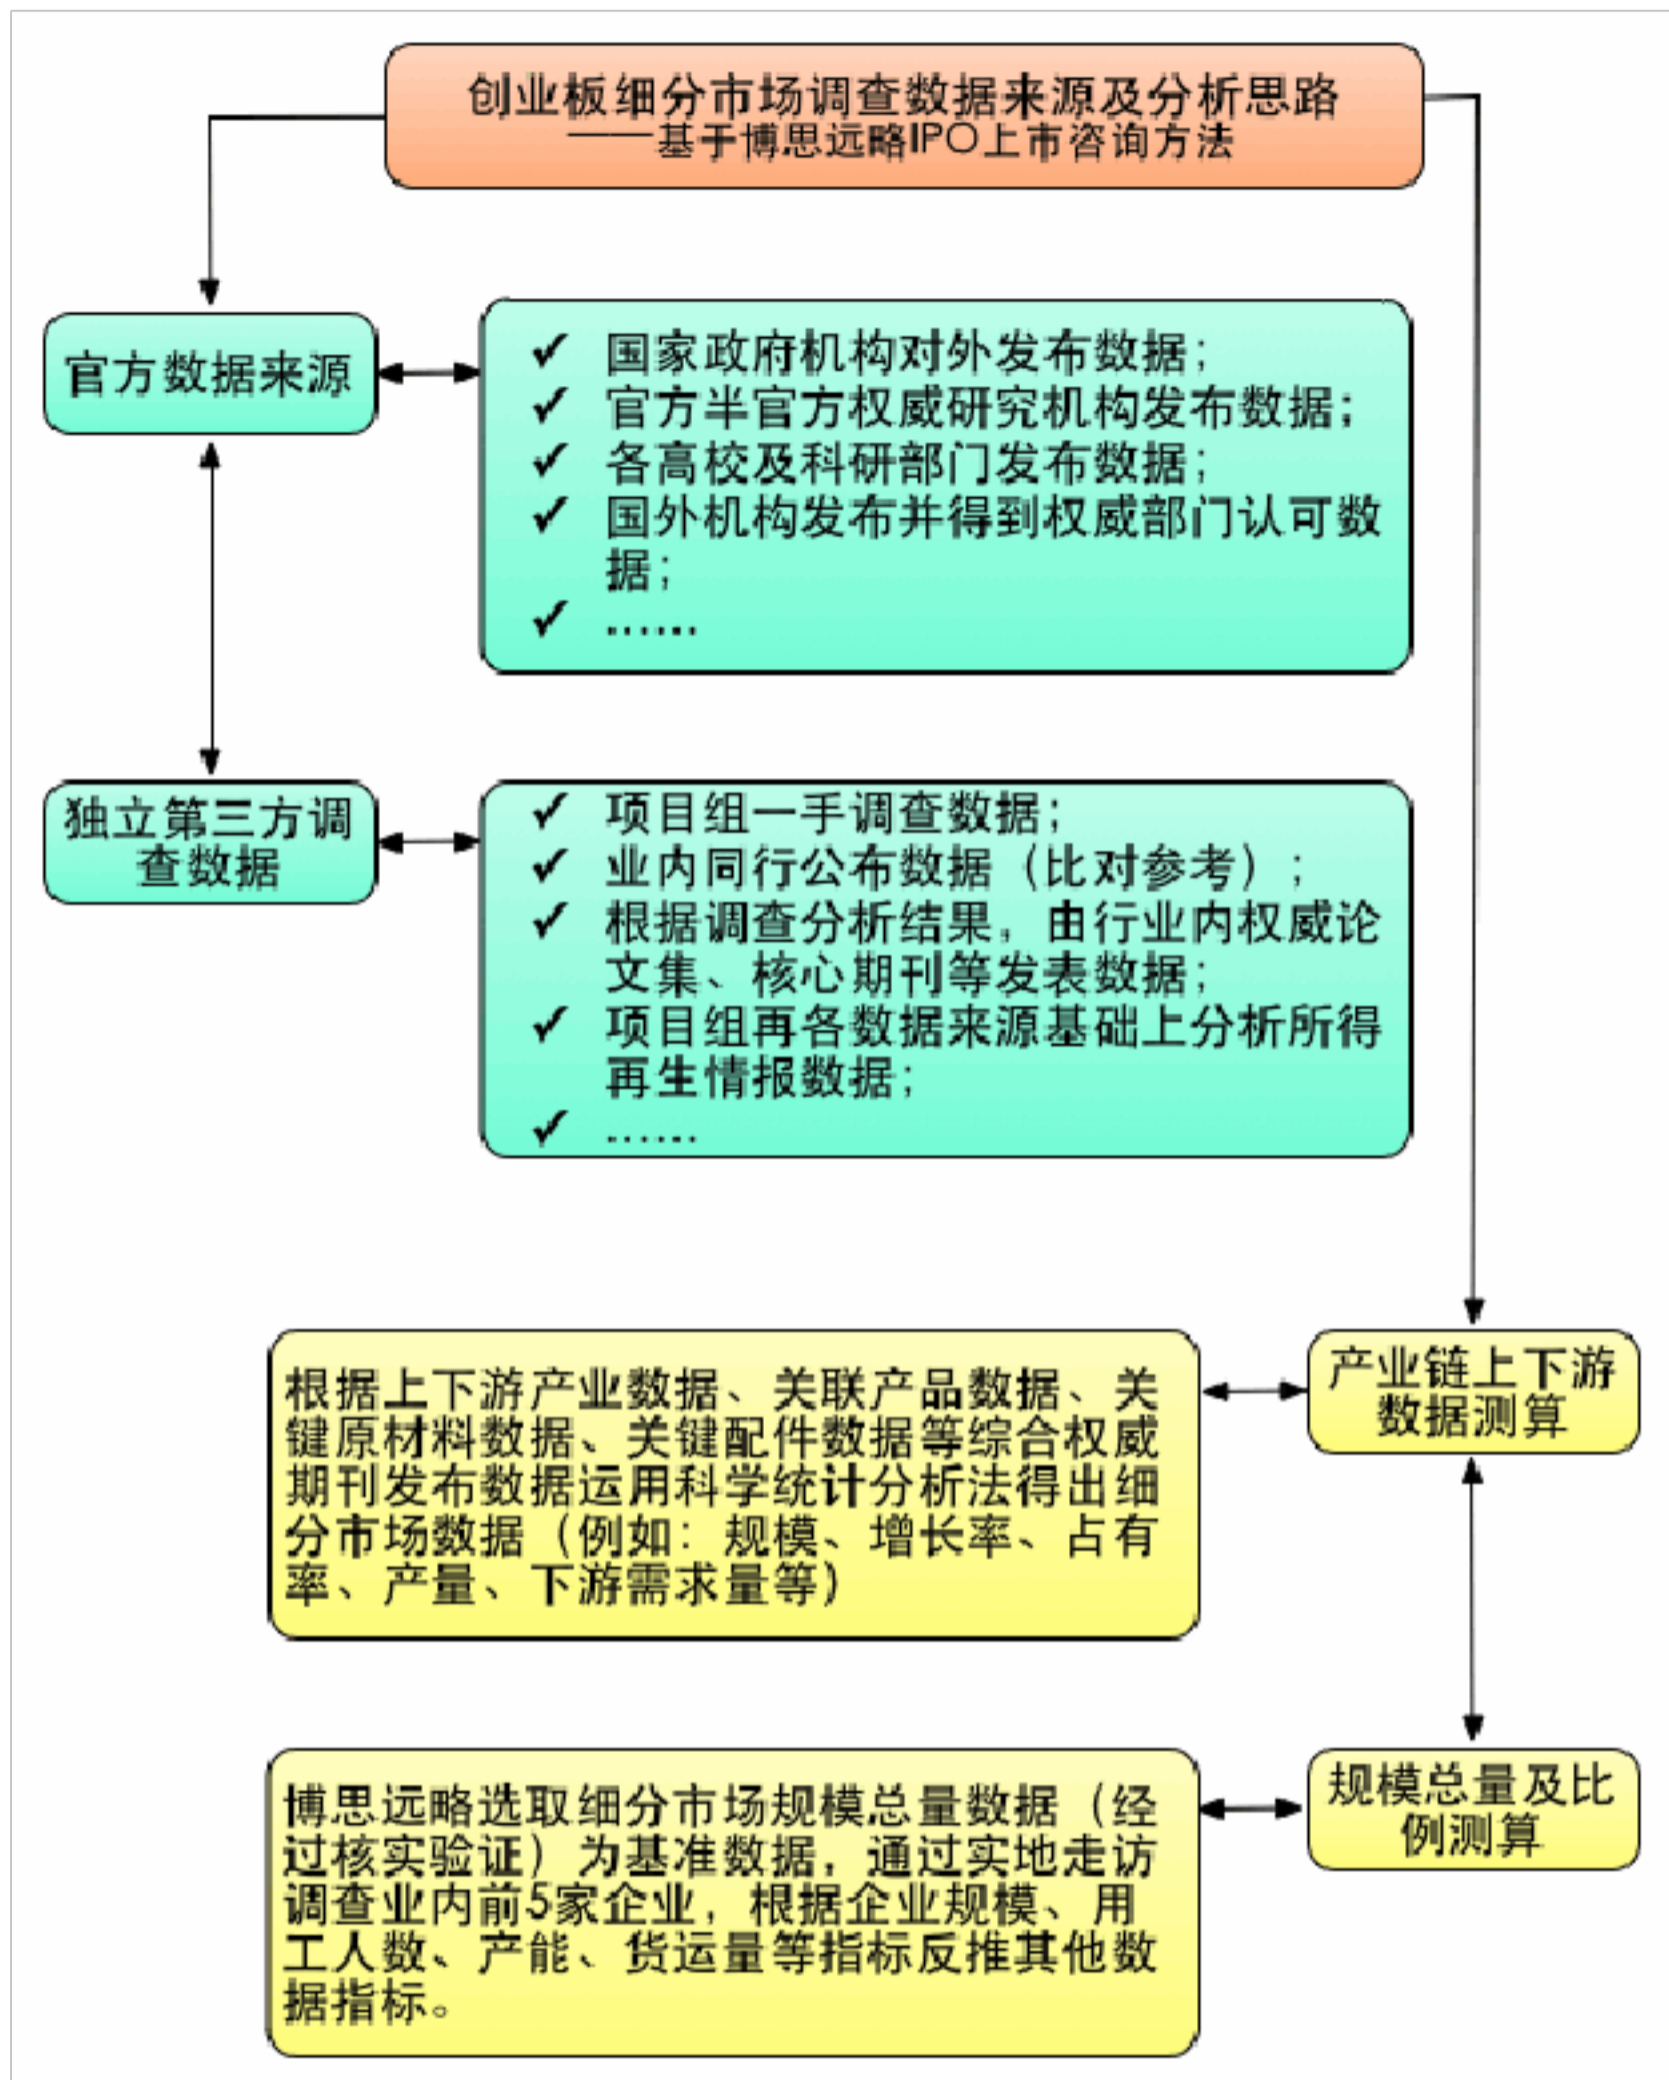 创业板细分市场调查数据来源及分析思路
——基于博思远略IPO上市咨询方法
官方数据来源
✓ 国家政府机构对外发布数据；
✓ 官方半官方权威研究机构发布数据；
✓ 各高校及科研部门发布数据；
✓ 国外机构发布并得到权威部门认可数
据；
✓ ……
独立第三方调
查数据
✓ 项目组一手调查数据；
✓ 业内同行公布数据（比对参考）；
✓ 根据调查分析结果，由行业内权威论
文集、核心期刊等发表数据；
✓ 项目组再各数据来源基础上分析所得
再生情报数据；
✓ ……
根据上下游产业数据、关联产品数据、关
键原材料数据、关键配件数据等综合权威
期刊发布数据运用科学统计分析法得出细
分市场数据（例如：规模、增长率、占有
率、产量、下游需求量等）
产业链上下游
数据测算
博思远略选取细分市场规模总量数据（经
过核实验证）为基准数据，通过实地走访
调查业内前5家企业，根据企业规模、用
工人数、产能、货运量等指标反推其他数
据指标。
规模总量及比
例测算